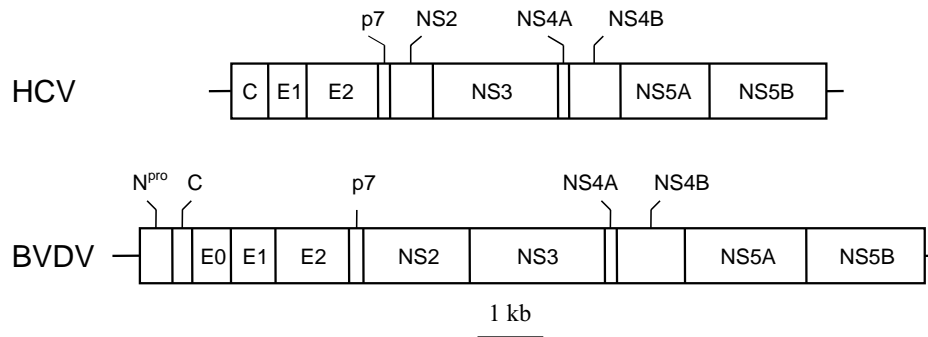 p7 NS2 NS4A NS4B
HCV C E1 E2 NS3 NS5A NS5B
N^pro C p7 NS4A NS4B
BVDV E0 E1 E2 NS2 NS3 NS5A NS5B
1 kb